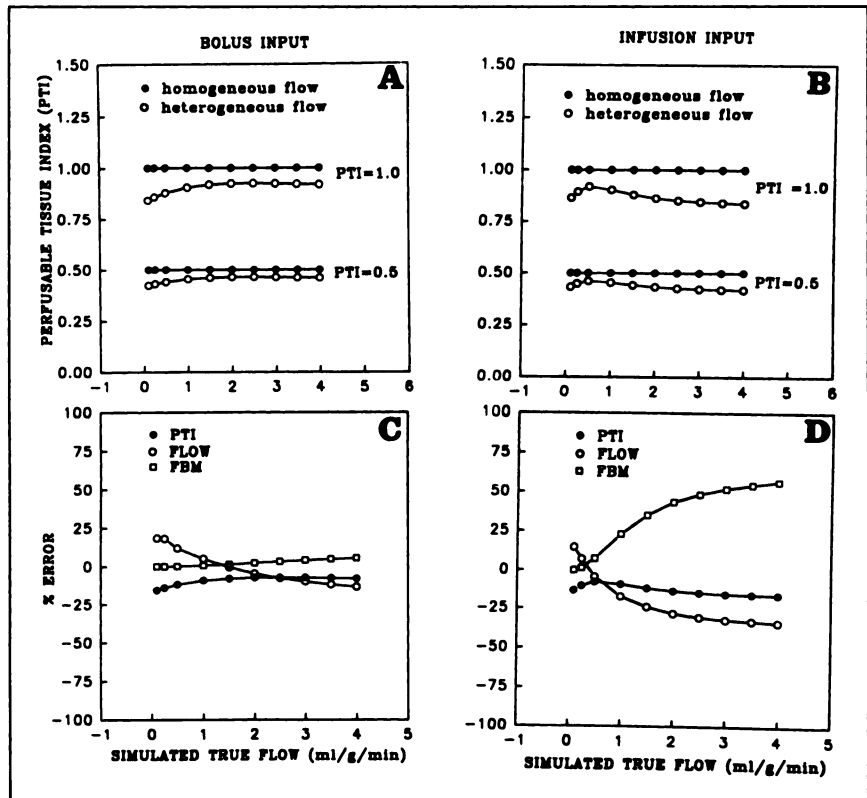 BOLUS INPUT
INFUSION INPUT
PERFUSABLE TISSUE INDEX (PTI)
1.50
1.25
1.00
0.75
0.50
0.25
0.00
A
homogeneous flow
heterogeneous flow
PTI=1.0
PTI=0.5
-1 0 1 2 3 4 5 6
1.50
1.25
1.00
0.75
0.50
0.25
0.00
B
homogeneous flow
heterogeneous flow
PTI =1.0
PTI=0.5
-1 0 1 2 3 4 5 6
% ERROR
100
75
50
25
0
-25
-50
-75
-100
C
PTI
FLOW
FBM
-1 0 1 2 3 4 5
SIMULATED TRUE FLOW (ml/g/min)
100
75
50
25
0
-25
-50
-75
-100
D
PTI
FLOW
FBM
-1 0 1 2 3 4 5
SIMULATED TRUE FLOW (ml/g/min)